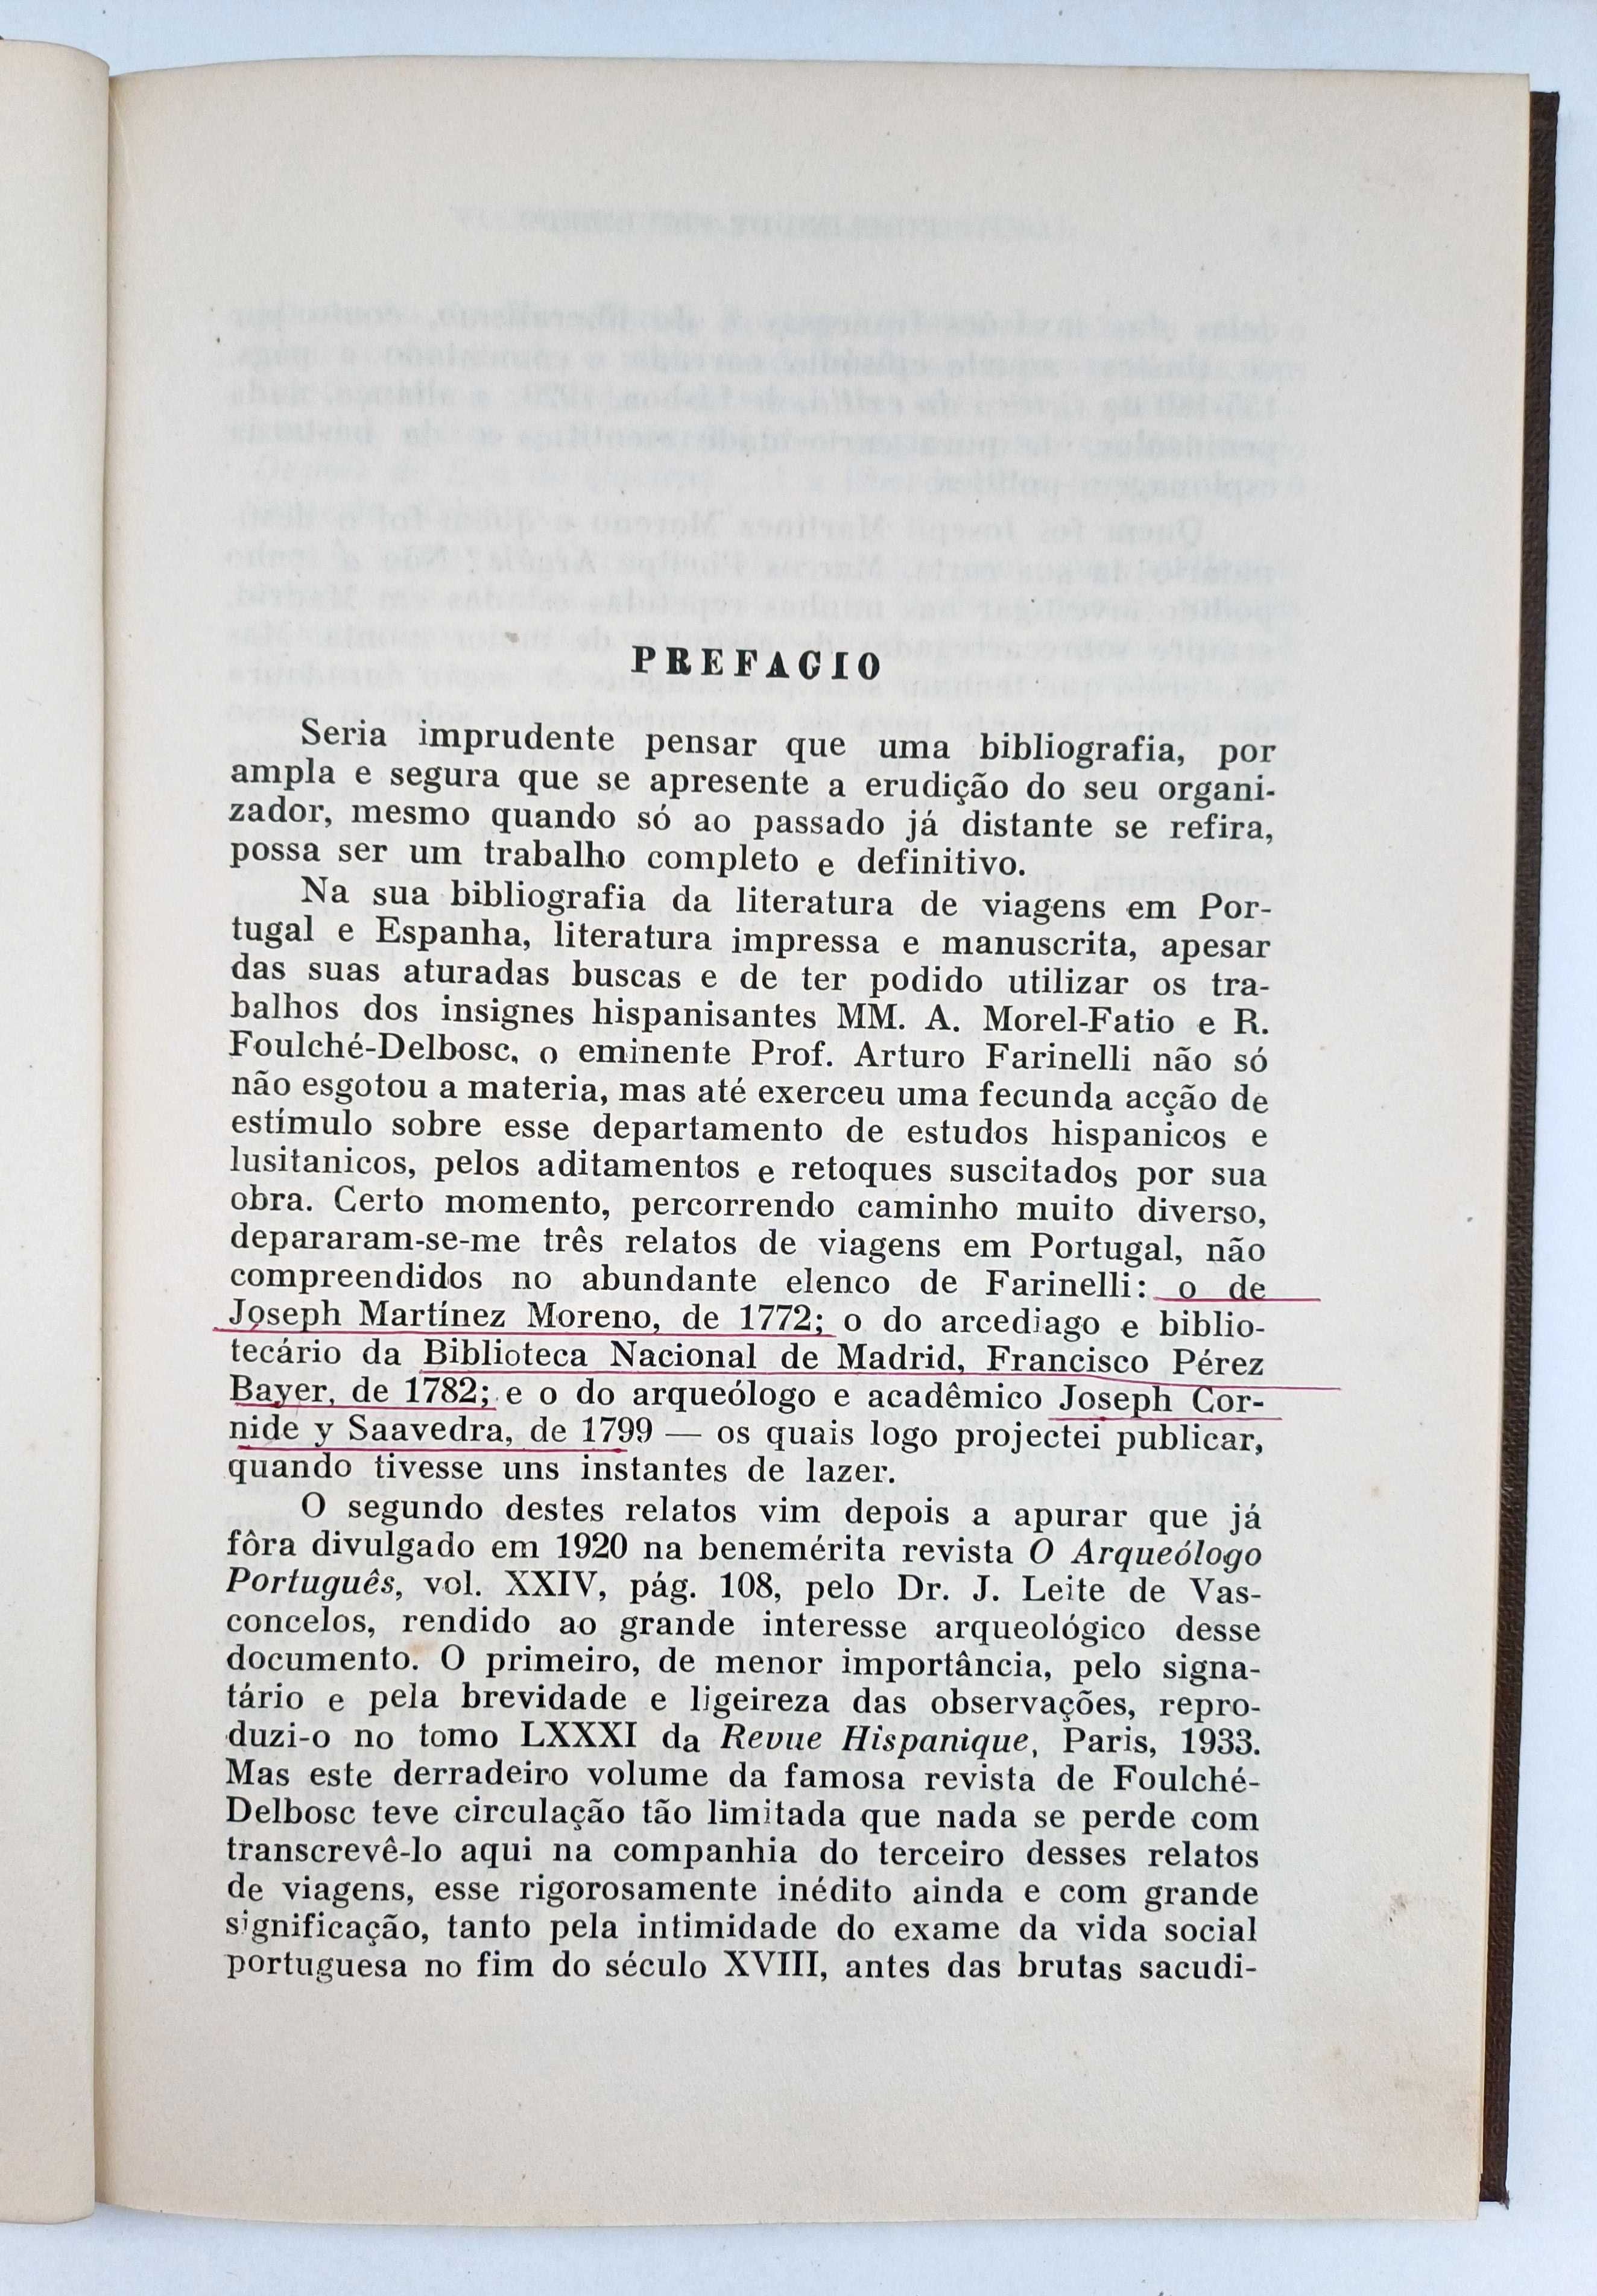 PREFACIO
Seria imprudente pensar que uma bibliografia, por
ampla e segura que se apresente a erudição do seu organi-
zador, mesmo quando só ao passado já distante se refira,
possa ser um trabalho completo e definitivo.
Na sua bibliografia da literatura de viagens em Por-
tugal e Espanha, literatura impressa e manuscrita, apesar
das suas aturadas buscas e de ter podido utilizar os tra-
balhos dos insignes hispanisantes MM. A. Morel-Fatio e R.
Foulché-Delbosc, o eminente Prof. Arturo Farinelli não só
não esgotou a materia, mas até exerceu uma fecunda acção de
estímulo sobre esse departamento de estudos hispanicos e
lusitanicos, pelos aditamentos e retoques suscitados por sua
obra. Certo momento, percorrendo caminho muito diverso,
depararam-se-me três relatos de viagens em Portugal, não
compreendidos no abundante elenco de Farinelli: o de
Joseph Martínez Moreno, de 1772; o do arcediago e biblio-
tecário da Biblioteca Nacional de Madrid, Francisco Pérez
Bayer, de 1782; e o do arqueólogo e acadêmico Joseph Cor-
nide y Saavedra, de 1799 — os quais logo projectei publicar,
quando tivesse uns instantes de lazer.
O segundo destes relatos vim depois a apurar que já
fôra divulgado em 1920 na benemérita revista O Arqueólogo
Português, vol. XXIV, pág. 108, pelo Dr. J. Leite de Vas-
concelos, rendido ao grande interesse arqueológico desse
documento. O primeiro, de menor importância, pelo signa-
tário e pela brevidade e ligeireza das observações, repro-
duzi-o no tomo LXXXI da Revue Hispanique, Paris, 1933.
Mas este derradeiro volume da famosa revista de Foulché-
Delbosc teve circulação tão limitada que nada se perde com
transcrevê-lo aqui na companhia do terceiro desses relatos
de viagens, esse rigorosamente inédito ainda e com grande
significação, tanto pela intimidade do exame da vida social
portuguesa no fim do século XVIII, antes das brutas sacudi-